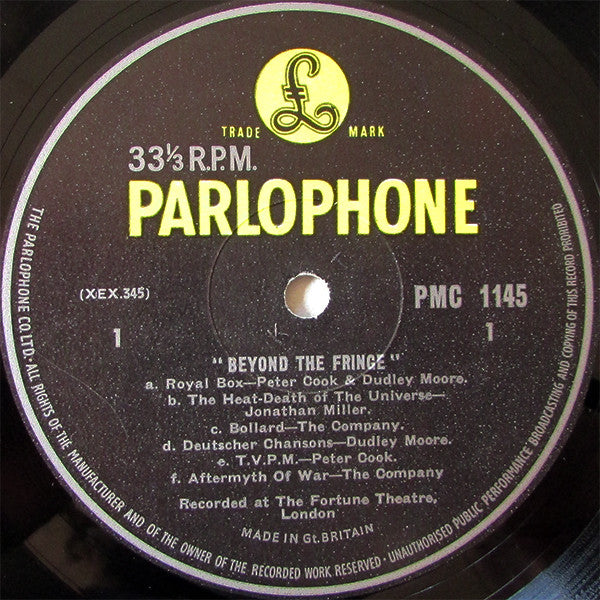 £
TRADE MARK
33⅓ R.P.M.
PARLOPHONE
(XEX.345)
PMC 1145
1
1
" BEYOND THE FRINGE "
a. Royal Box—Peter Cook & Dudley Moore.
b. The Heat-Death of The Universe—
Jonathan Miller.
c. Bollard—The Company.
d. Deutscher Chansons—Dudley Moore.
e. T.V.P.M.—Peter Cook.
f. Aftermyth Of War—The Company
Recorded at The Fortune Theatre,
London
MADE IN Gt. BRITAIN
THE PARLOPHONE CO. LTD · ALL RIGHTS OF THE MANUFACTURER AND OF THE OWNER OF THE RECORDED WORK RESERVED · UNAUTHORISED PUBLIC PERFORMANCE BROADCASTING AND COPYING OF THIS RECORD PROHIBITED